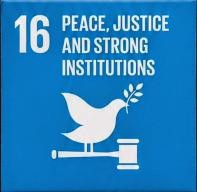 16 PEACE, JUSTICE
AND STRONG
INSTITUTIONS